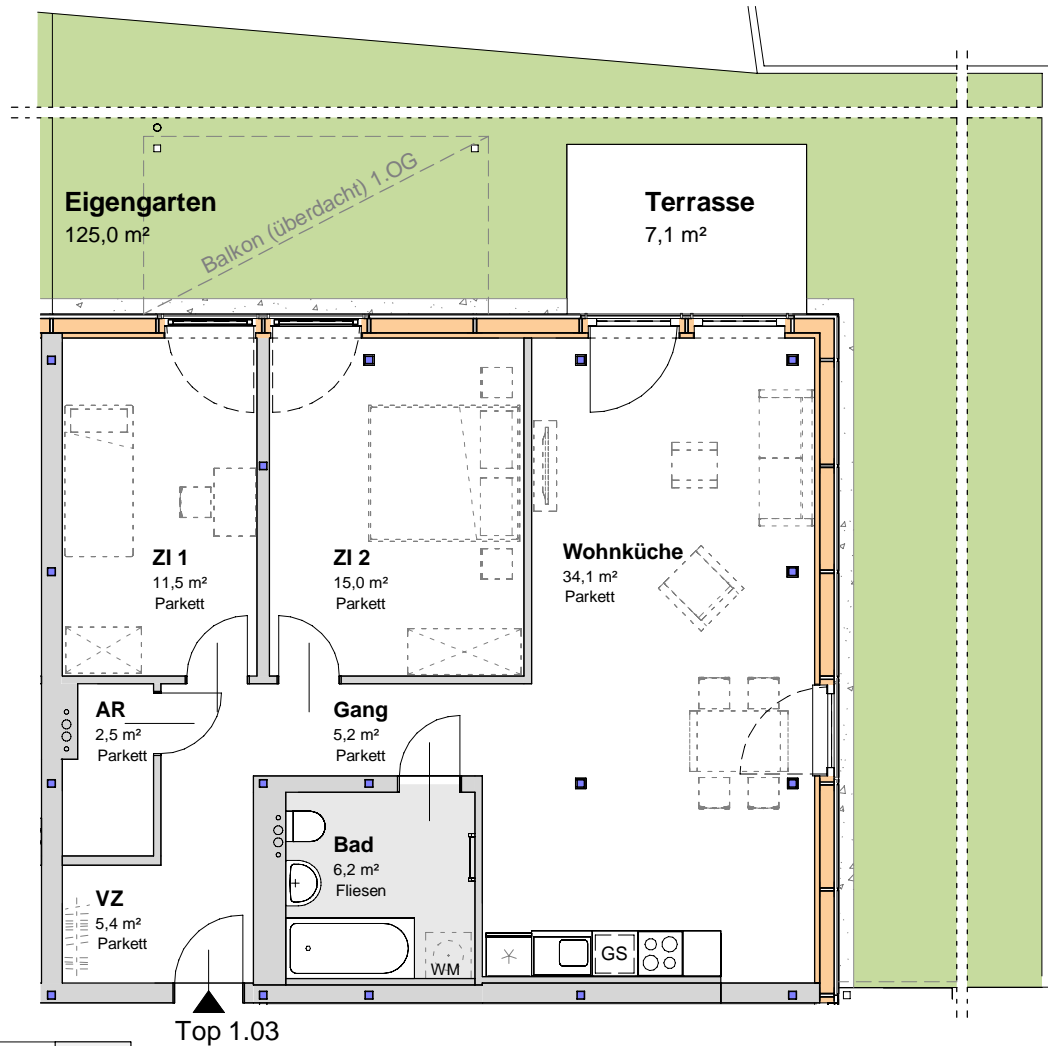 Eigengarten
125,0 m²
Balkon (überdacht) 1.OG
Terrasse
7,1 m²
ZI 1
11,5 m²
Parkett
ZI 2
15,0 m²
Parkett
Wohnküche
34,1 m²
Parkett
AR
2,5 m²
Parkett
Gang
5,2 m²
Parkett
Bad
6,2 m²
Fliesen
VZ
5,4 m²
Parkett
WM
GS
Top 1.03